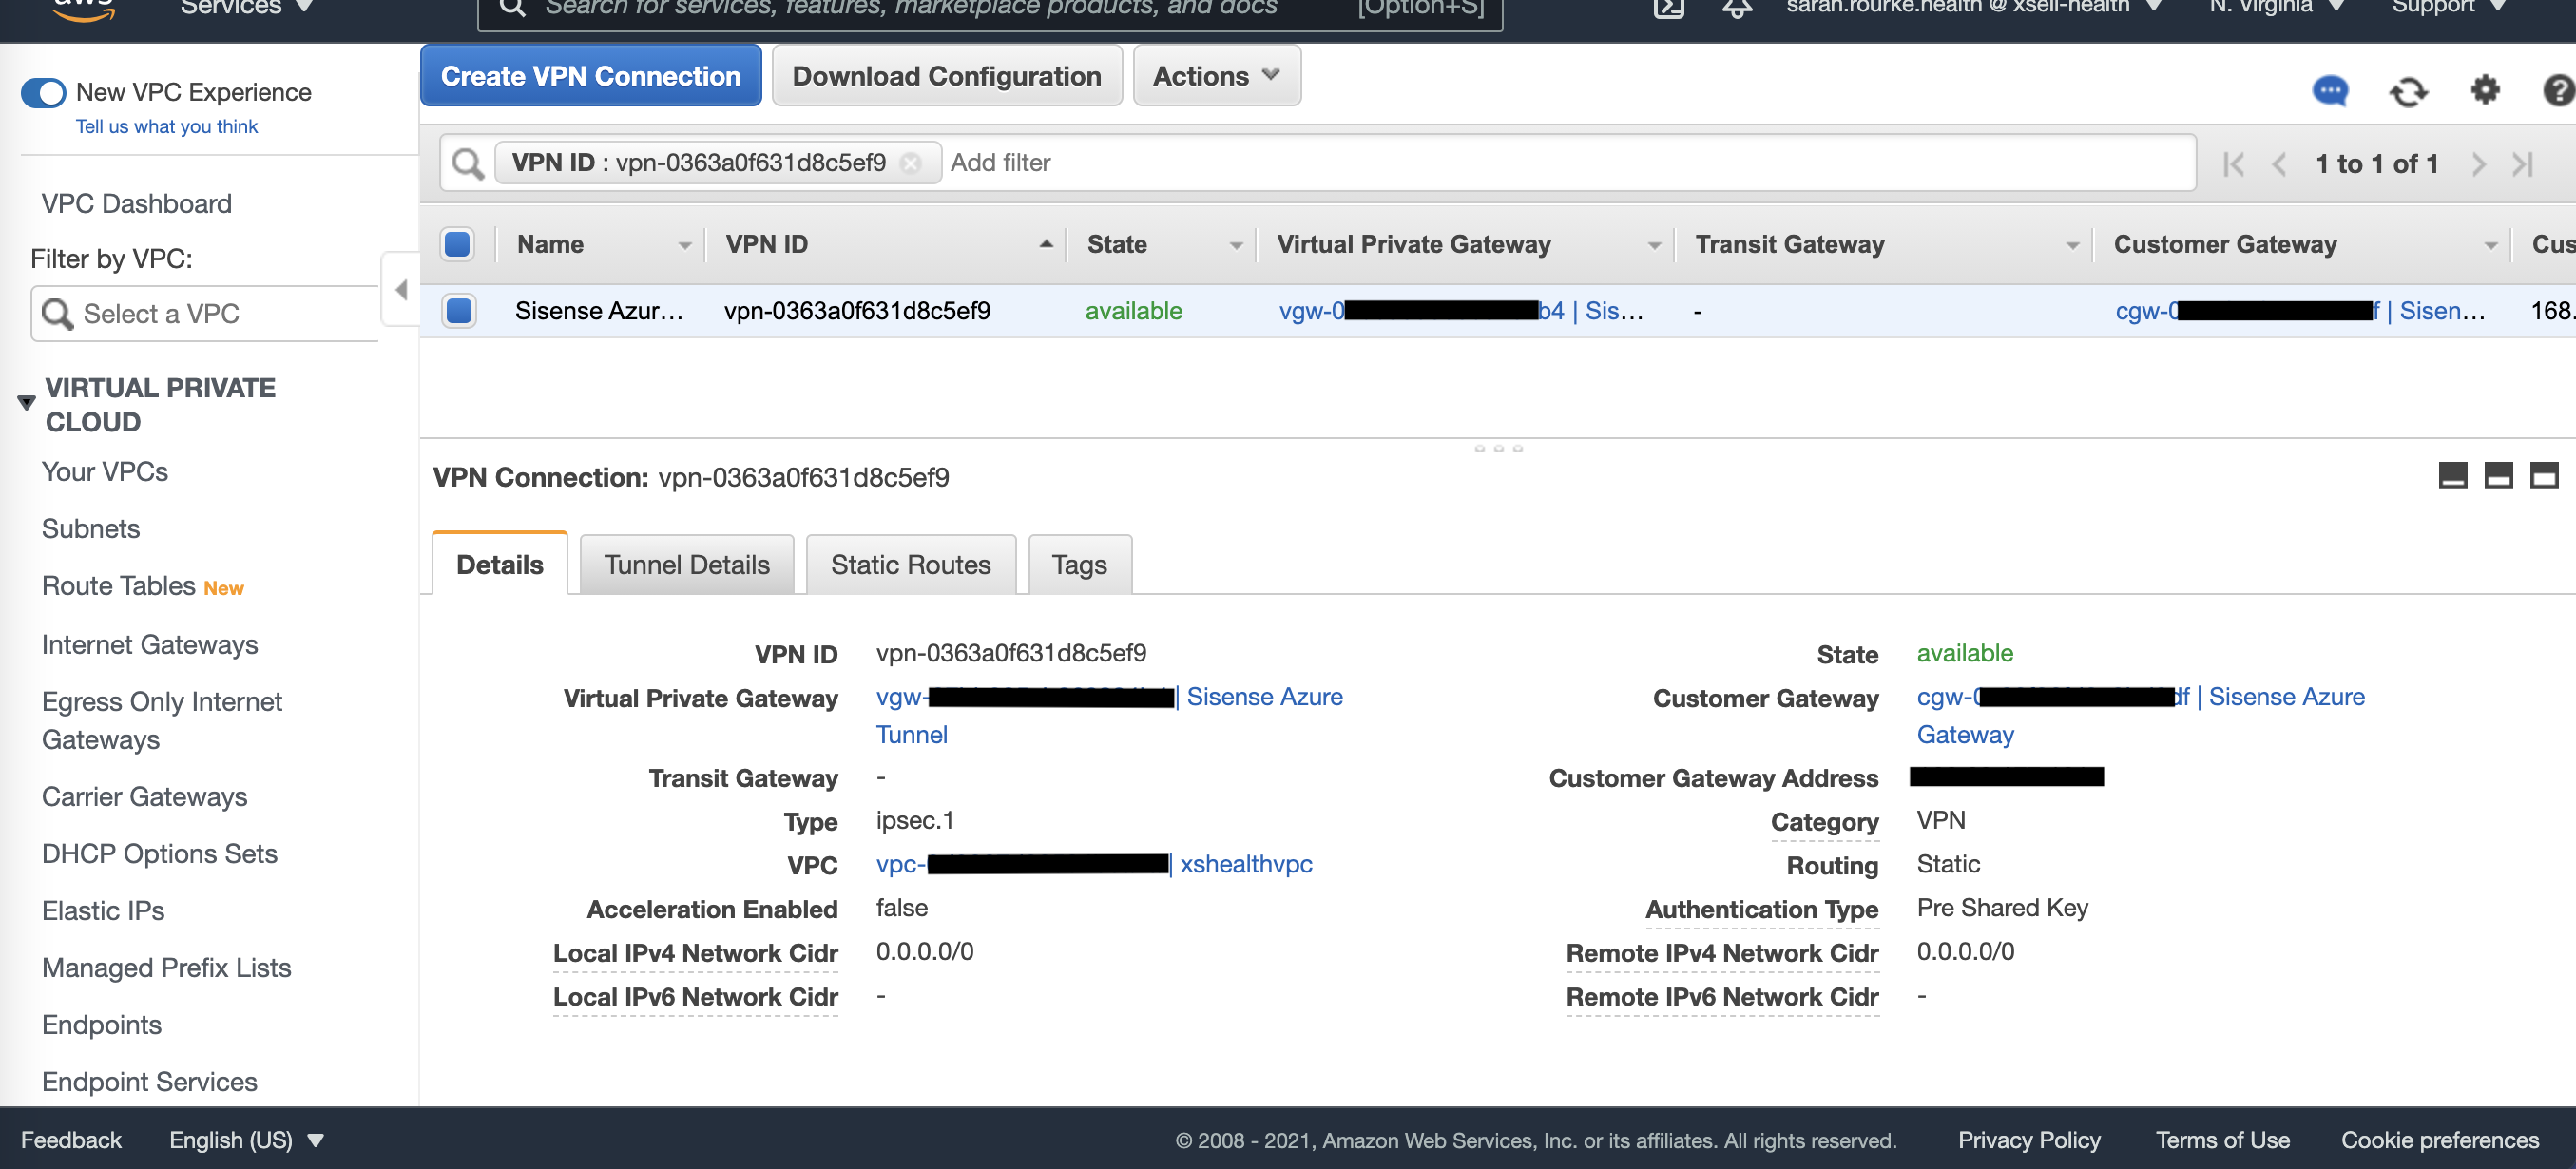 aws Services Search for services, features, marketplace products, and docs [Option+S] sarah.rourke.health @ xsell-health N. Virginia Support
New VPC Experience
Tell us what you think
VPC Dashboard
Filter by VPC:
Select a VPC
VIRTUAL PRIVATE
CLOUD
Your VPCs
Subnets
Route Tables New
Internet Gateways
Egress Only Internet
Gateways
Carrier Gateways
DHCP Options Sets
Elastic IPs
Managed Prefix Lists
Endpoints
Endpoint Services
Create VPN Connection Download Configuration Actions
VPN ID : vpn-0363a0f631d8c5ef9 Add filter 1 to 1 of 1
Name VPN ID State Virtual Private Gateway Transit Gateway Customer Gateway Cus
Sisense Azur... vpn-0363a0f631d8c5ef9 available vgw-0 b4 | Sis... - cgw-0 f | Sisen... 168.
VPN Connection: vpn-0363a0f631d8c5ef9
Details Tunnel Details Static Routes Tags
VPN ID vpn-0363a0f631d8c5ef9 State available
Virtual Private Gateway vgw- | Sisense Azure Customer Gateway cgw-0 df | Sisense Azure
Tunnel Gateway
Transit Gateway - Customer Gateway Address
Type ipsec.1 Category VPN
VPC vpc- | xshealthvpc Routing Static
Acceleration Enabled false Authentication Type Pre Shared Key
Local IPv4 Network Cidr 0.0.0.0/0 Remote IPv4 Network Cidr 0.0.0.0/0
Local IPv6 Network Cidr - Remote IPv6 Network Cidr -
Feedback English (US) © 2008 - 2021, Amazon Web Services, Inc. or its affiliates. All rights reserved. Privacy Policy Terms of Use Cookie preferences